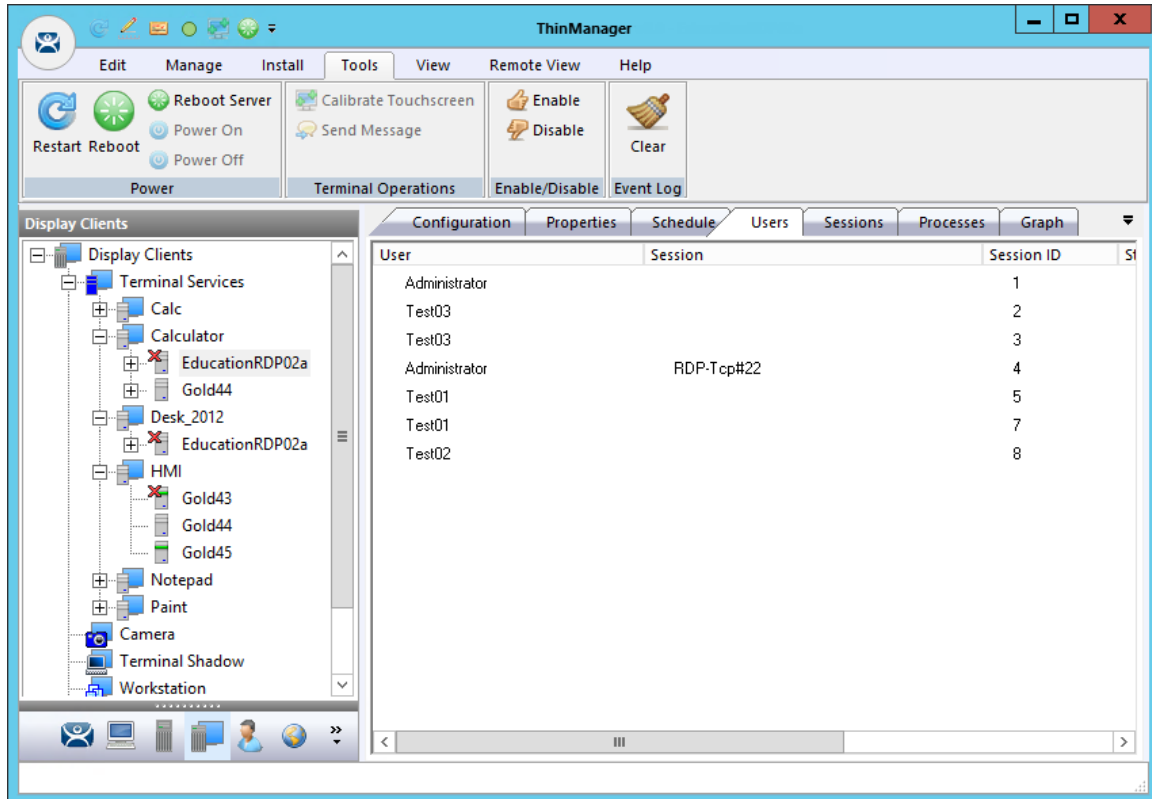 ThinManager
Edit Manage Install Tools View Remote View Help
Restart Reboot Reboot Server Power On Power Off
Calibrate Touchscreen Send Message
Enable Disable
Clear
Power Terminal Operations Enable/Disable Event Log
Display Clients
Display Clients
Terminal Services
Calc
Calculator
EducationRDP02a
Gold44
Desk_2012
EducationRDP02a
HMI
Gold43
Gold44
Gold45
Notepad
Paint
Camera
Terminal Shadow
Workstation
Configuration Properties Schedule Users Sessions Processes Graph
User Session Session ID St
Administrator 1
Test03 2
Test03 3
Administrator RDP-Tcp#22 4
Test01 5
Test01 7
Test02 8